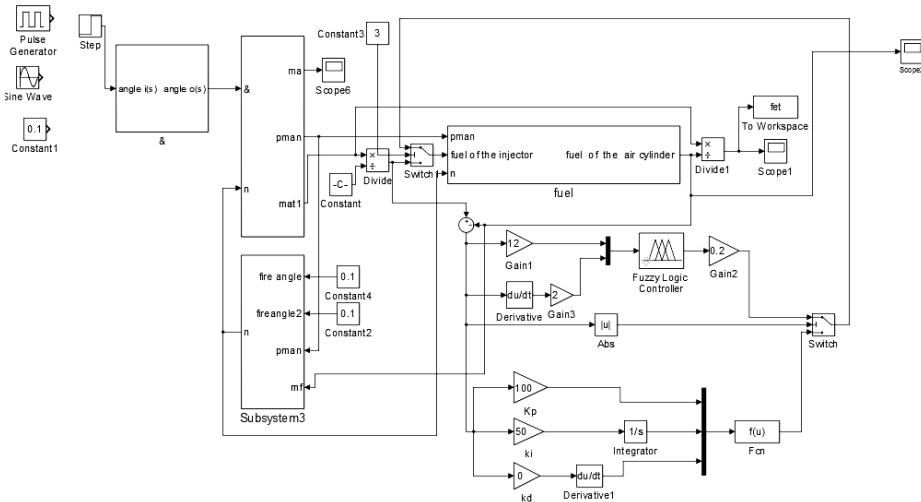 Pulse
Generator
Step
Sine Wave
0.1
Constant1
angle i(s) angle o(s)
&
&
ma
pman
n
mat1
Scope6
Constant3
3
-C-
Constant
×
÷
Divide
Switch1
pman
fuel of the injector
n
fuel of the air cylinder
fuel
×
÷
Divide1
fet
To Workspace
Scope1
fire angle
fireangle2
n
pman
mf
Subsystem3
0.1
Constant4
0.1
Constant2
12
Gain1
du/dt
Derivative
2
Gain3
Fuzzy Logic
Controller
0.2
Gain2
|u|
Abs
Switch
100
Kp
50
ki
1/s
Integrator
0
kd
du/dt
Derivative1
f(u)
Fcn